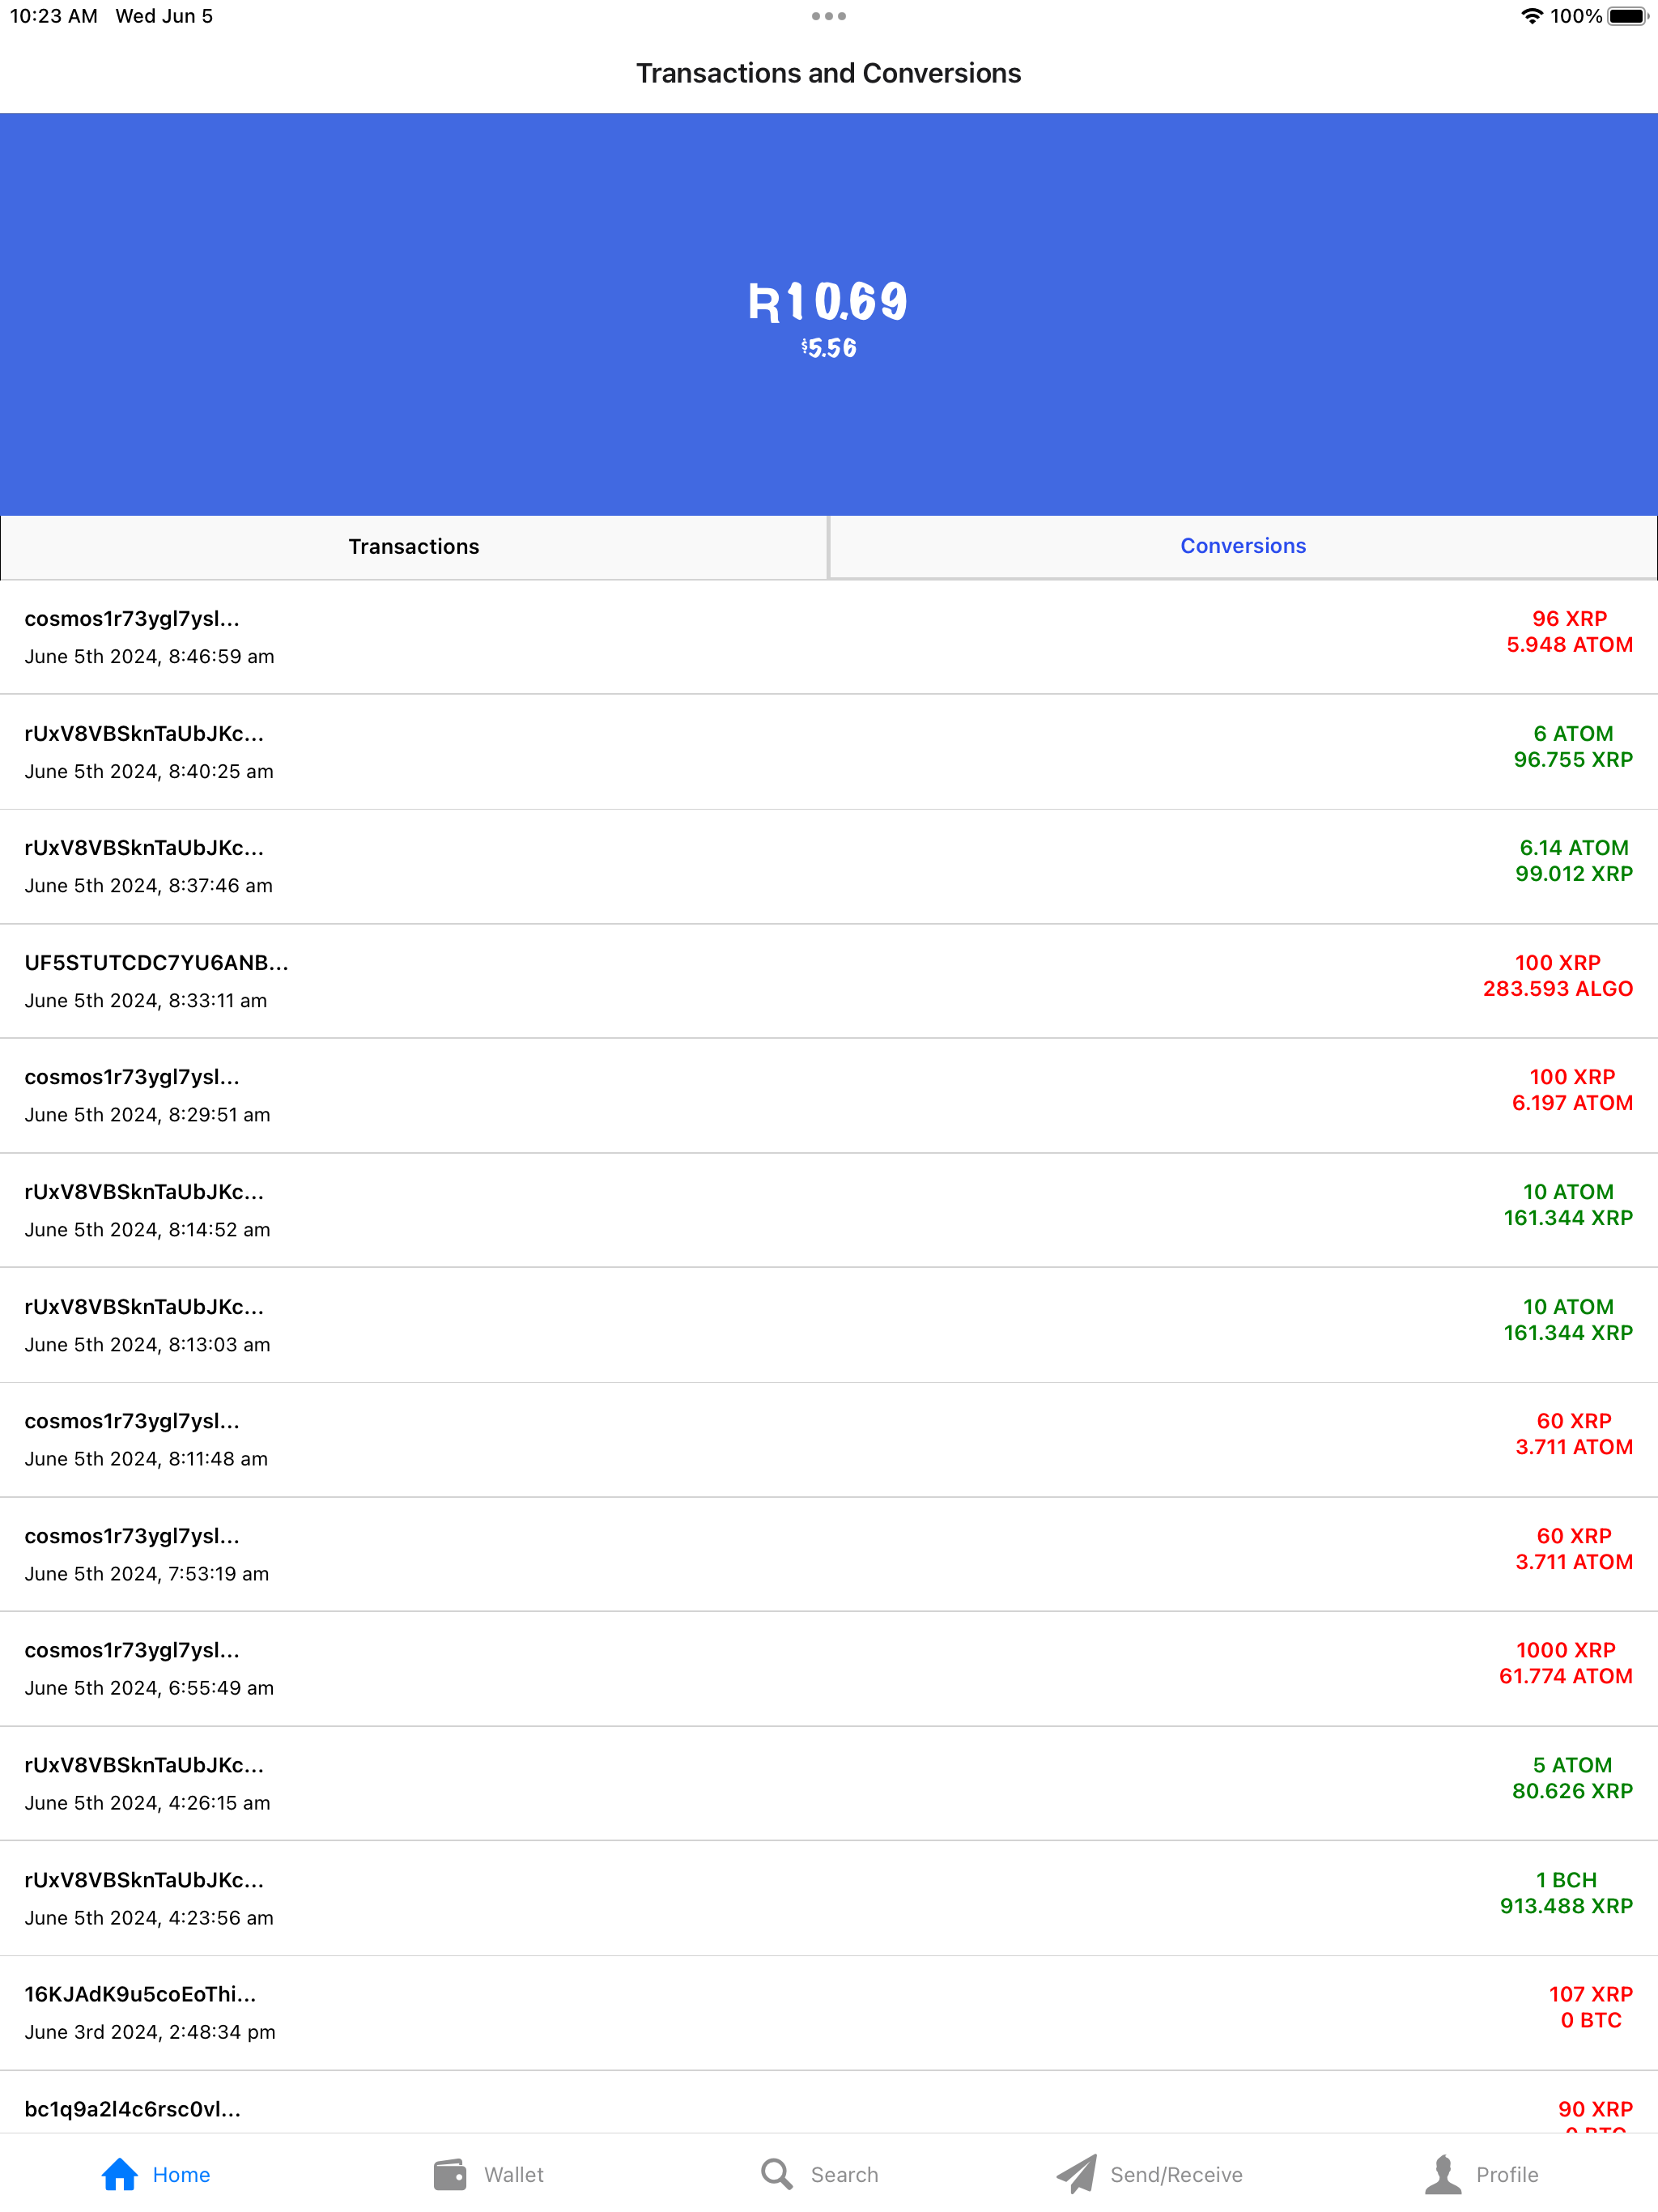 10:23 AM Wed Jun 5
100%
Transactions and Conversions
R10.69
$5.56
Transactions
Conversions
cosmos1r73ygl7ysl...
96 XRP
June 5th 2024, 8:46:59 am
5.948 ATOM
rUxV8VBSknTaUbJKc...
6 ATOM
June 5th 2024, 8:40:25 am
96.755 XRP
rUxV8VBSknTaUbJKc...
6.14 ATOM
June 5th 2024, 8:37:46 am
99.012 XRP
UF5STUTCDC7YU6ANB...
100 XRP
June 5th 2024, 8:33:11 am
283.593 ALGO
cosmos1r73ygl7ysl...
100 XRP
June 5th 2024, 8:29:51 am
6.197 ATOM
rUxV8VBSknTaUbJKc...
10 ATOM
June 5th 2024, 8:14:52 am
161.344 XRP
rUxV8VBSknTaUbJKc...
10 ATOM
June 5th 2024, 8:13:03 am
161.344 XRP
cosmos1r73ygl7ysl...
60 XRP
June 5th 2024, 8:11:48 am
3.711 ATOM
cosmos1r73ygl7ysl...
60 XRP
June 5th 2024, 7:53:19 am
3.711 ATOM
cosmos1r73ygl7ysl...
1000 XRP
June 5th 2024, 6:55:49 am
61.774 ATOM
rUxV8VBSknTaUbJKc...
5 ATOM
June 5th 2024, 4:26:15 am
80.626 XRP
rUxV8VBSknTaUbJKc...
1 BCH
June 5th 2024, 4:23:56 am
913.488 XRP
16KJAdK9u5coEoThi...
107 XRP
June 3rd 2024, 2:48:34 pm
0 BTC
bc1q9a2l4c6rsc0vl...
90 XRP
Home
Wallet
Search
Send/Receive
Profile